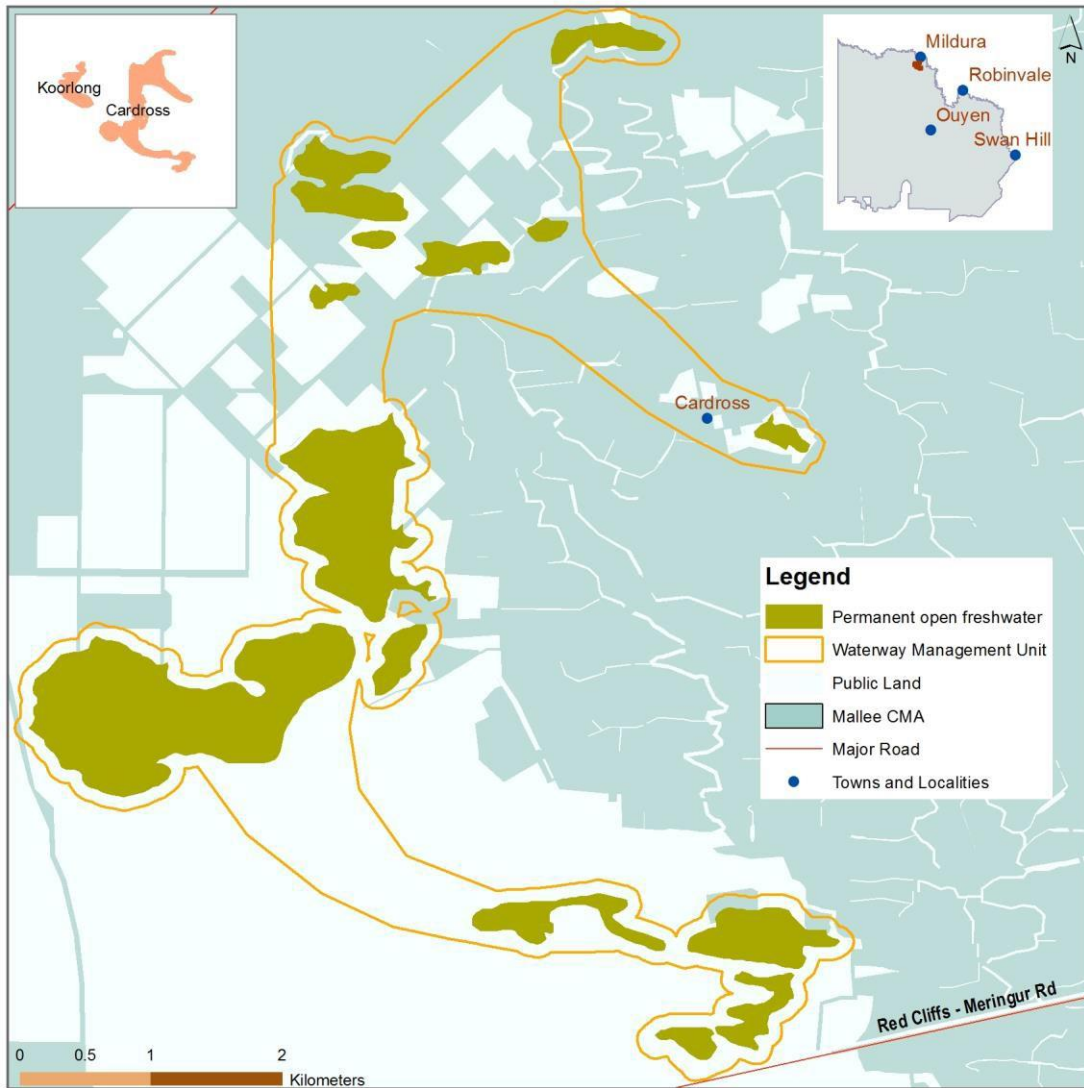 Koorlong
Cardross
Mildura
Robinvale
Ouyen
Swan Hill
N
Cardross
Legend
Permanent open freshwater
Waterway Management Unit
Public Land
Mallee CMA
Major Road
Towns and Localities
Red Cliffs - Meringur Rd
0 0.5 1 2
Kilometers